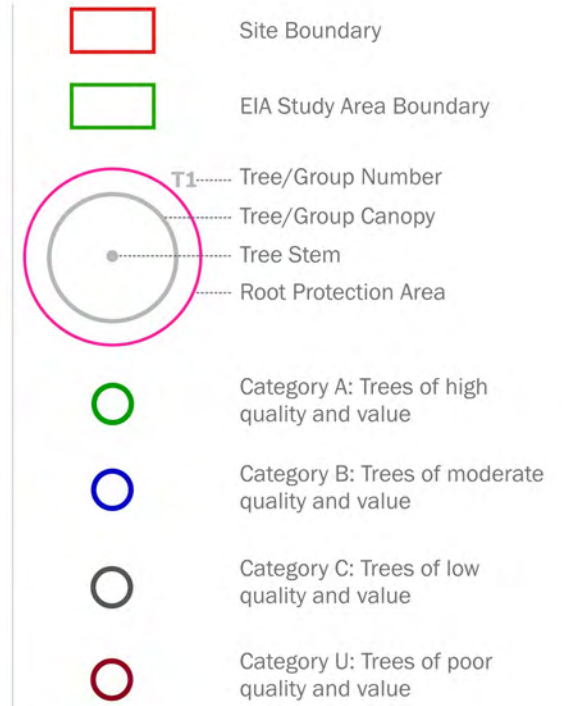 Site Boundary
EIA Study Area Boundary
T1
Tree/Group Number
Tree/Group Canopy
Tree Stem
Root Protection Area
Category A: Trees of high
quality and value
Category B: Trees of moderate
quality and value
Category C: Trees of low
quality and value
Category U: Trees of poor
quality and value